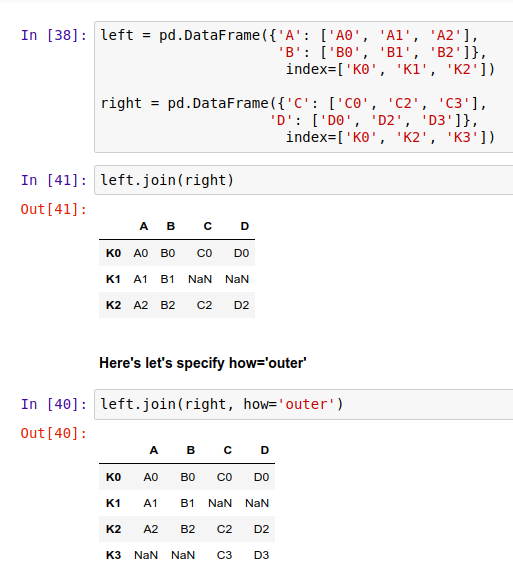 In [38]: left = pd.DataFrame({'A': ['A0', 'A1', 'A2'],
'B': ['B0', 'B1', 'B2']},
index=['K0', 'K1', 'K2'])
right = pd.DataFrame({'C': ['C0', 'C2', 'C3'],
'D': ['D0', 'D2', 'D3']},
index=['K0', 'K2', 'K3'])
In [41]: left.join(right)
Out[41]:
A B C D
K0 A0 B0 C0 D0
K1 A1 B1 NaN NaN
K2 A2 B2 C2 D2
Here's let's specify how='outer'
In [40]: left.join(right, how='outer')
Out[40]:
A B C D
K0 A0 B0 C0 D0
K1 A1 B1 NaN NaN
K2 A2 B2 C2 D2
K3 NaN NaN C3 D3